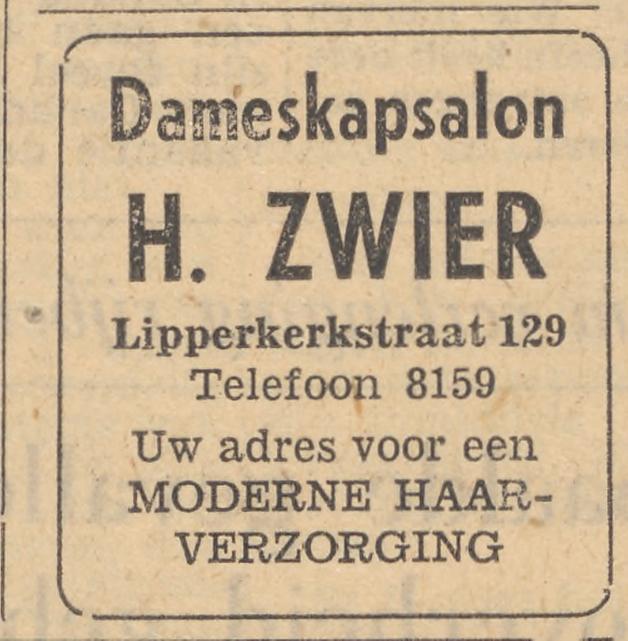 Dameskapsalon
H. ZWIER
Lipperkerkstraat 129
Telefoon 8159
Uw adres voor een
MODERNE HAAR-
VERZORGING